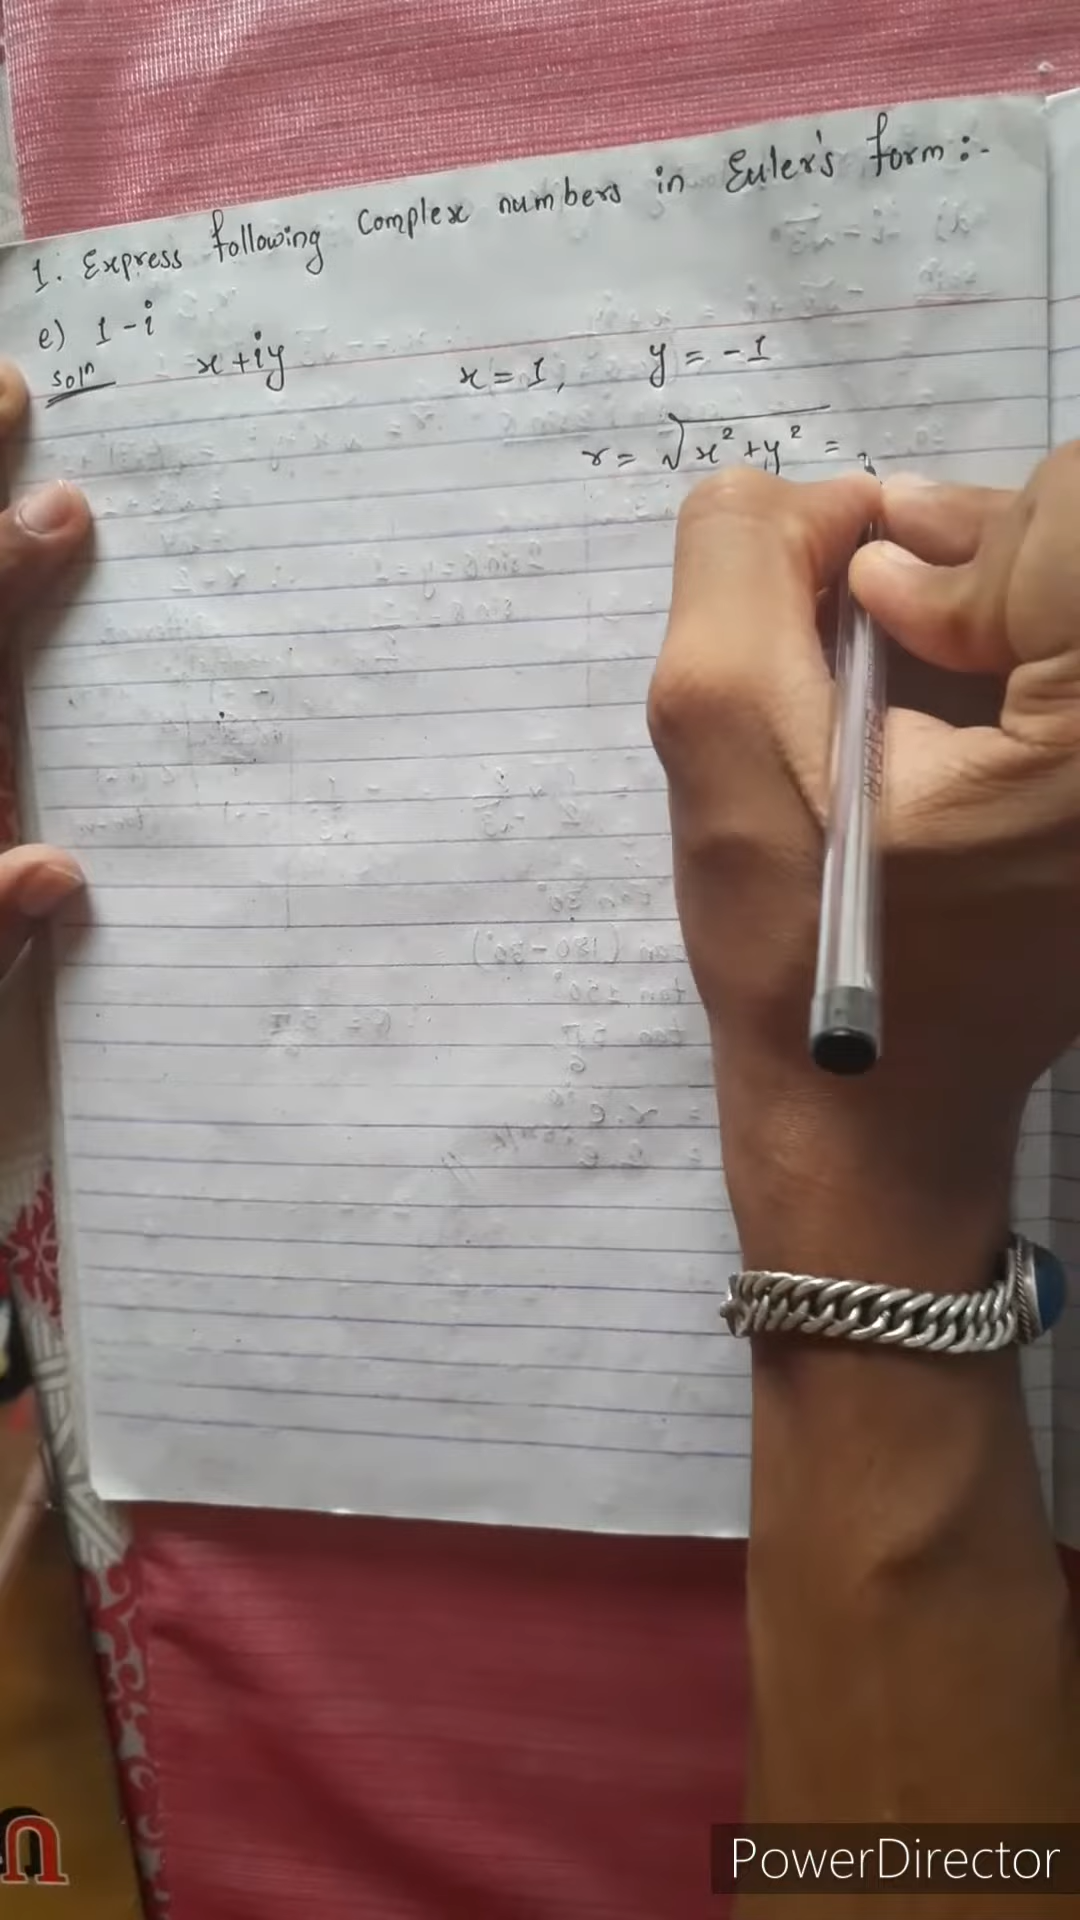 1. Express following Complex numbers in Euler's form :-
e) 1 - i
soln x + iy x = 1, y = -1
r = √x² + y² =
PowerDirector